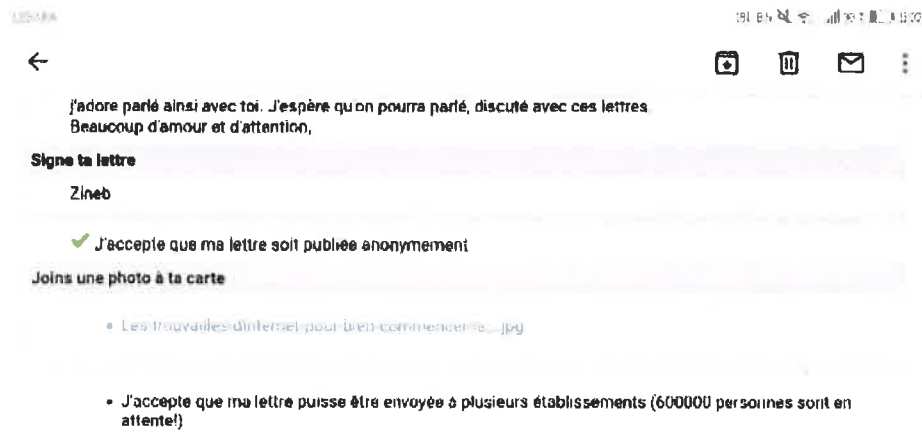 j'adore parlé ainsi avec toi. J'espère qu'on pourra parlé, discuté avec ces lettres
Beaucoup d'amour et d'attention,
Signe ta lettre
Zineb
J'accepte que ma lettre soit publiée anonymement
Joins une photo à ta carte
• Les trouvailles d'internet pour bien commencer la... .jpg
• J'accepte que ma lettre puisse être envoyée à plusieurs établissements (600000 personnes sont en
attente!)